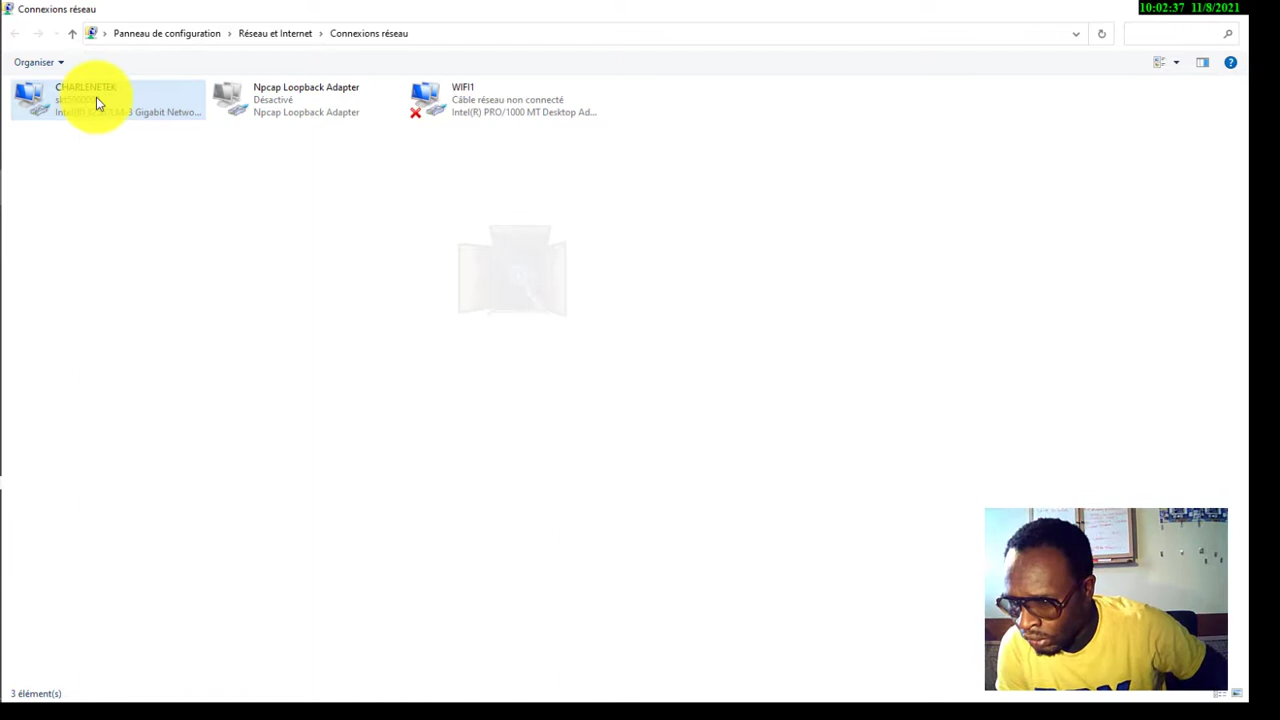 Connexions réseau
10:02:37 11/8/2021
Panneau de configuration > Réseau et Internet > Connexions réseau
Organiser
CHARLENETEK
Gigabit Netwo...
Npcap Loopback Adapter
Désactivé
Npcap Loopback Adapter
WIFI1
Câble réseau non connecté
Intel(R) PRO/1000 MT Desktop Ad...
3 élément(s)